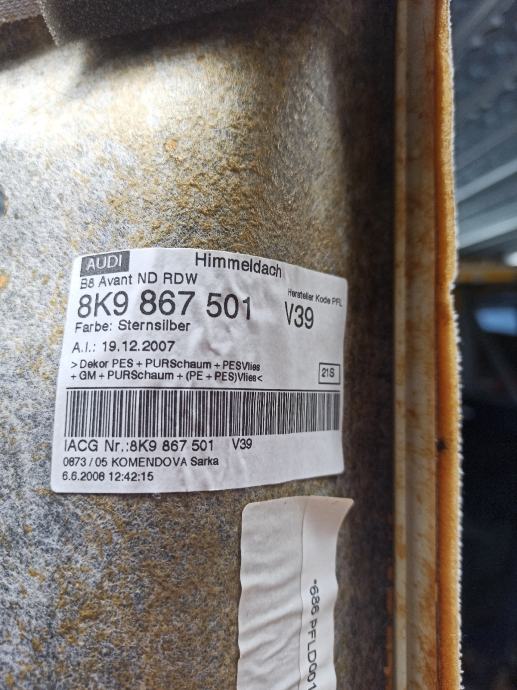 AUDI Himmeldach
B8 Avant ND RDW
Hersteller Kode PFL
8K9 867 501 V39
Farbe: Sternsilber
A.I.: 19.12.2007
>Dekor PES + PURSchaum + PESVlies
+ GM + PURSchaum + (PE + PES)Vlies<
21S
IACG Nr.:8K9 867 501 V39
0873 / 05 KOMENDOVA Sarka
6.6.2008 12:42:15